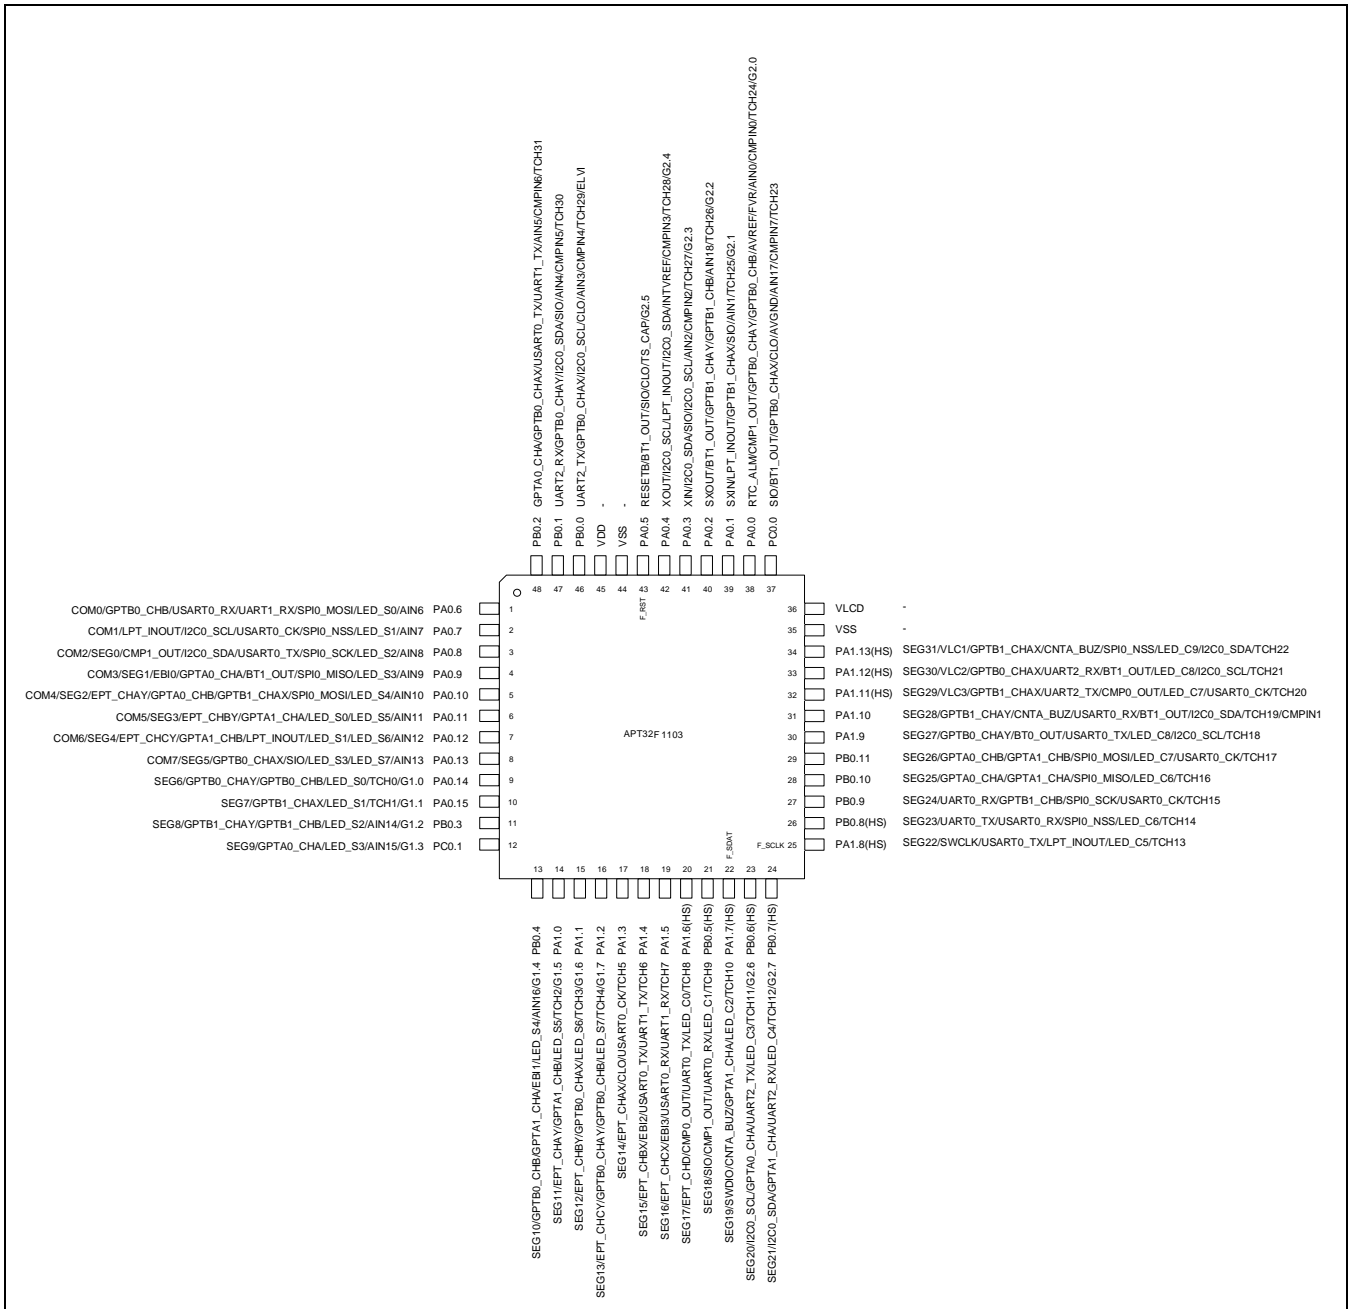 PB0.2 GPTA0_CHA/GPTB0_CHAX/USART0_TX/UART1_TX/AIN5/CMPIN6/TCH31
PB0.1 UART2_RX/GPTB0_CHAY/I2C0_SDA/SIO/AIN4/CMPIN5/TCH30
PB0.0 UART2_TX/GPTB0_CHAX/I2C0_SCL/CLO/AIN3/CMPIN4/TCH29/ELVI
VDD -
VSS -
PA0.5 RESETB/BT1_OUT/SIO/CLO/TS_CAP/G2.5
PA0.4 XOUT/I2C0_SCL/LPT_INOUT/I2C0_SDA/INTVREF/CMPIN3/TCH28/G2.4
PA0.3 XIN/I2C0_SDA/SIO/I2C0_SCL/AIN2/CMPIN2/TCH27/G2.3
PA0.2 SXOUT/BT1_OUT/GPTB1_CHAY/GPTB1_CHB/AIN18/TCH26/G2.2
PA0.1 SXIN/LPT_INOUT/GPTB1_CHAX/SIO/AIN1/TCH25/G2.1
PA0.0 RTC_ALM/CMP1_OUT/GPTB0_CHAY/GPTB0_CHB/AVREF/FVR/AIN0/CMPIN0/TCH24/G2.0
PC0.0 SIO/BT1_OUT/GPTB0_CHAX/CLO/AVGND/AIN17/CMPIN7/TCH23
48 47 46 45 44 43 42 41 40 39 38 37
F_RST
COM0/GPTB0_CHB/USART0_RX/UART1_RX/SPI0_MOSI/LED_S0/AIN6 PA0.6 1
COM1/LPT_INOUT/I2C0_SCL/USART0_CK/SPI0_NSS/LED_S1/AIN7 PA0.7 2
COM2/SEG0/CMP1_OUT/I2C0_SDA/USART0_TX/SPI0_SCK/LED_S2/AIN8 PA0.8 3
COM3/SEG1/EBI0/GPTA0_CHA/BT1_OUT/SPI0_MISO/LED_S3/AIN9 PA0.9 4
COM4/SEG2/EPT_CHAY/GPTA0_CHB/GPTB1_CHAX/SPI0_MOSI/LED_S4/AIN10 PA0.10 5
COM5/SEG3/EPT_CHBY/GPTA1_CHA/LED_S0/LED_S5/AIN11 PA0.11 6
COM6/SEG4/EPT_CHCY/GPTA1_CHB/LPT_INOUT/LED_S1/LED_S6/AIN12 PA0.12 7
COM7/SEG5/GPTB0_CHAX/SIO/LED_S3/LED_S7/AIN13 PA0.13 8
SEG6/GPTB0_CHAY/GPTB0_CHB/LED_S0/TCH0/G1.0 PA0.14 9
SEG7/GPTB1_CHAX/LED_S1/TCH1/G1.1 PA0.15 10
SEG8/GPTB1_CHAY/GPTB1_CHB/LED_S2/AIN14/G1.2 PB0.3 11
SEG9/GPTA0_CHA/LED_S3/AIN15/G1.3 PC0.1 12
APT32F1103
36 VLCD -
35 VSS -
34 PA1.13(HS) SEG31/VLC1/GPTB1_CHAX/CNTA_BUZ/SPI0_NSS/LED_C9/I2C0_SDA/TCH22
33 PA1.12(HS) SEG30/VLC2/GPTB0_CHAX/UART2_RX/BT1_OUT/LED_C8/I2C0_SCL/TCH21
32 PA1.11(HS) SEG29/VLC3/GPTB1_CHAX/UART2_TX/CMP0_OUT/LED_C7/USART0_CK/TCH20
31 PA1.10 SEG28/GPTB1_CHAY/CNTA_BUZ/USART0_RX/BT1_OUT/I2C0_SDA/TCH19/CMPIN1
30 PA1.9 SEG27/GPTB0_CHAY/BT0_OUT/USART0_TX/LED_C8/I2C0_SCL/TCH18
29 PB0.11 SEG26/GPTA0_CHB/GPTA1_CHB/SPI0_MOSI/LED_C7/USART0_CK/TCH17
28 PB0.10 SEG25/GPTA0_CHA/GPTA1_CHA/SPI0_MISO/LED_C6/TCH16
27 PB0.9 SEG24/UART0_RX/GPTB1_CHB/SPI0_SCK/USART0_CK/TCH15
26 PB0.8(HS) SEG23/UART0_TX/USART0_RX/SPI0_NSS/LED_C6/TCH14
F_SCLK 25 PA1.8(HS) SEG22/SWCLK/USART0_TX/LPT_INOUT/LED_C5/TCH13
F_SDAT
13 14 15 16 17 18 19 20 21 22 23 24
SEG10/GPTB0_CHB/GPTA1_CHA/EBI1/LED_S4/AIN16/G1.4 PB0.4
SEG11/EPT_CHAY/GPTA1_CHB/LED_S5/TCH2/G1.5 PA1.0
SEG12/EPT_CHBY/GPTB0_CHAX/LED_S6/TCH3/G1.6 PA1.1
SEG13/EPT_CHCY/GPTB0_CHAY/GPTB0_CHB/LED_S7/TCH4/G1.7 PA1.2
SEG14/EPT_CHAX/CLO/USART0_CK/TCH5 PA1.3
SEG15/EPT_CHBX/EBI2/USART0_TX/UART1_TX/TCH6 PA1.4
SEG16/EPT_CHCX/EBI3/USART0_RX/UART1_RX/TCH7 PA1.5
SEG17/EPT_CHD/CMP0_OUT/UART0_TX/LED_C0/TCH8 PA1.6(HS)
SEG18/SIO/CMP1_OUT/UART0_RX/LED_C1/TCH9 PB0.5(HS)
SEG19/SWDIO/CNTA_BUZ/GPTA1_CHA/LED_C2/TCH10 PA1.7(HS)
SEG20/I2C0_SCL/GPTA0_CHA/UART2_TX/LED_C3/TCH11/G2.6 PB0.6(HS)
SEG21/I2C0_SDA/GPTA1_CHA/UART2_RX/LED_C4/TCH12/G2.7 PB0.7(HS)